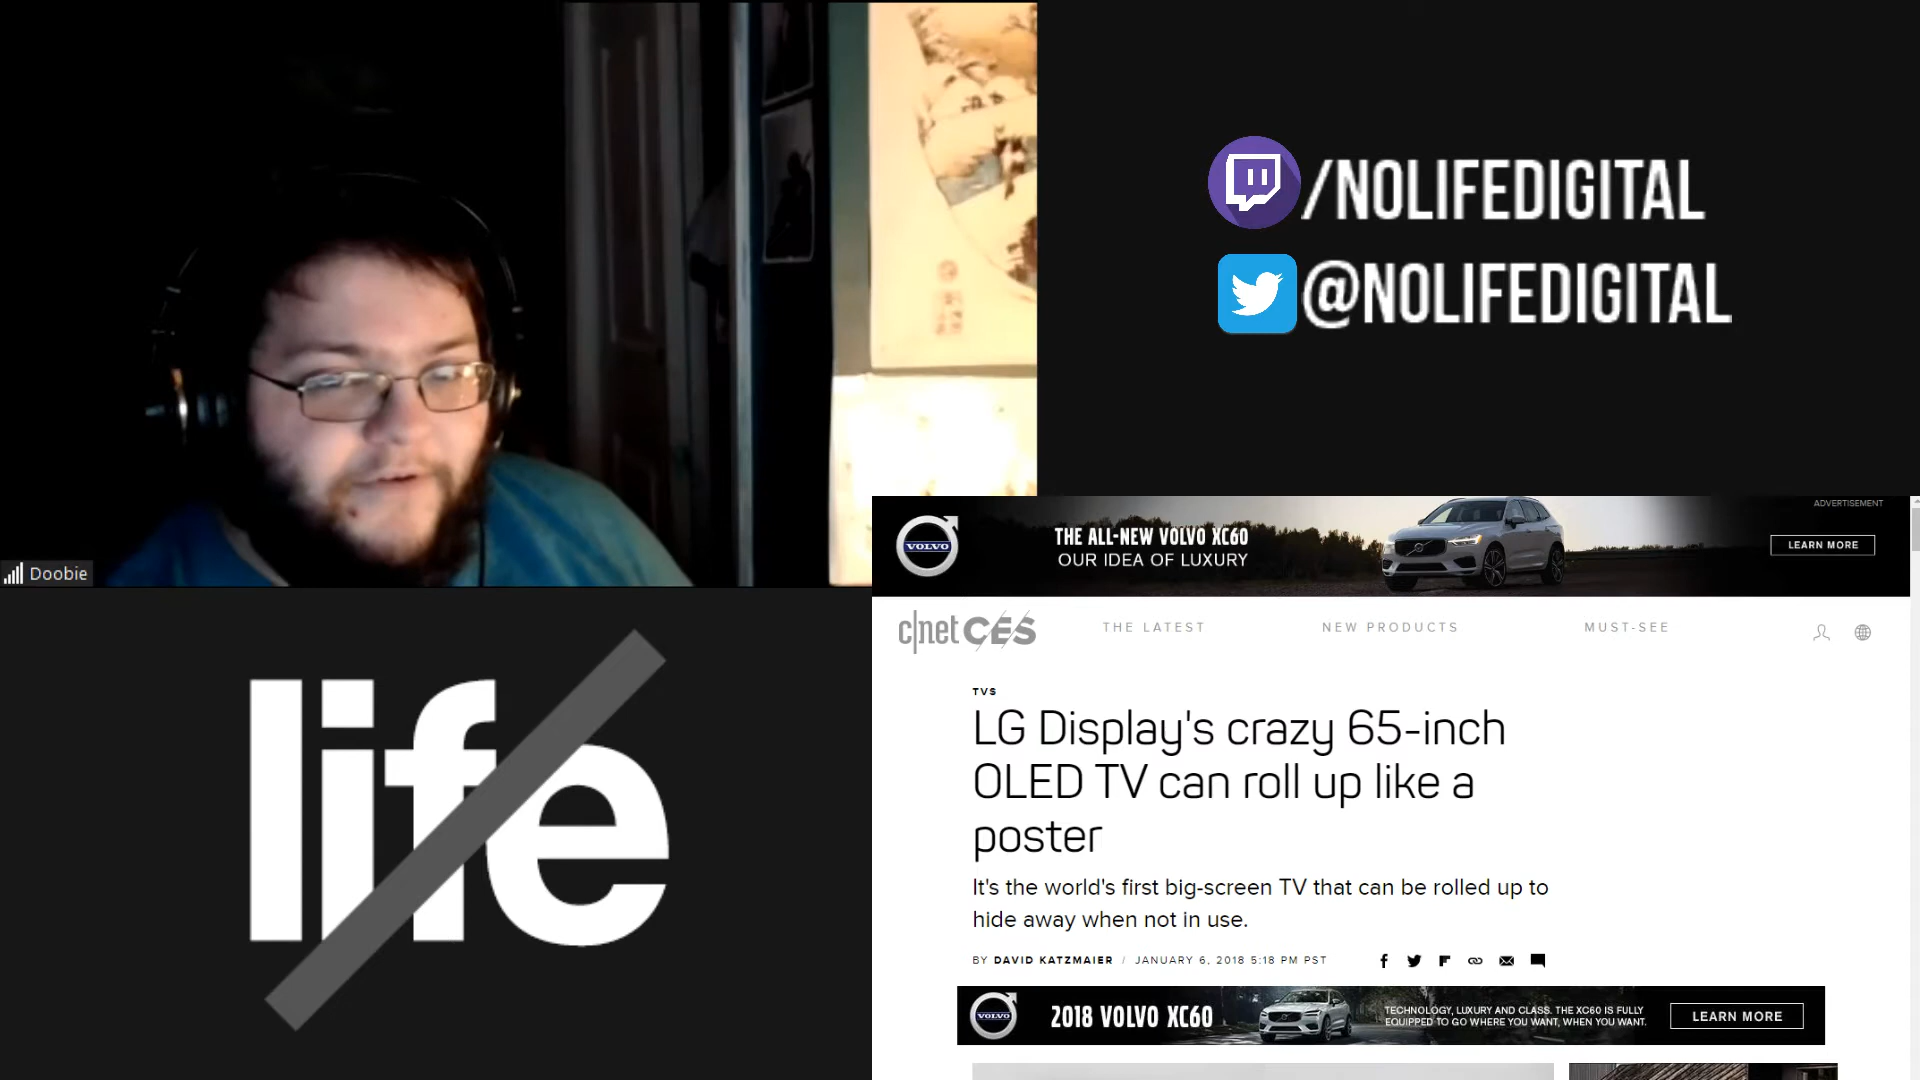 /NOLIFEDIGITAL
@NOLIFEDIGITAL
Doobie
life
ADVERTISEMENT
VOLVO
THE ALL-NEW VOLVO XC60
OUR IDEA OF LUXURY
LEARN MORE
c|net CES
THE LATEST
NEW PRODUCTS
MUST-SEE
TVS
LG Display's crazy 65-inch
OLED TV can roll up like a
poster
It's the world's first big-screen TV that can be rolled up to
hide away when not in use.
BY DAVID KATZMAIER / JANUARY 6, 2018 5:18 PM PST
VOLVO
2018 VOLVO XC60
TECHNOLOGY, LUXURY AND CLASS. THE XC60 IS FULLY
EQUIPPED TO GO WHERE YOU WANT, WHEN YOU WANT.
LEARN MORE